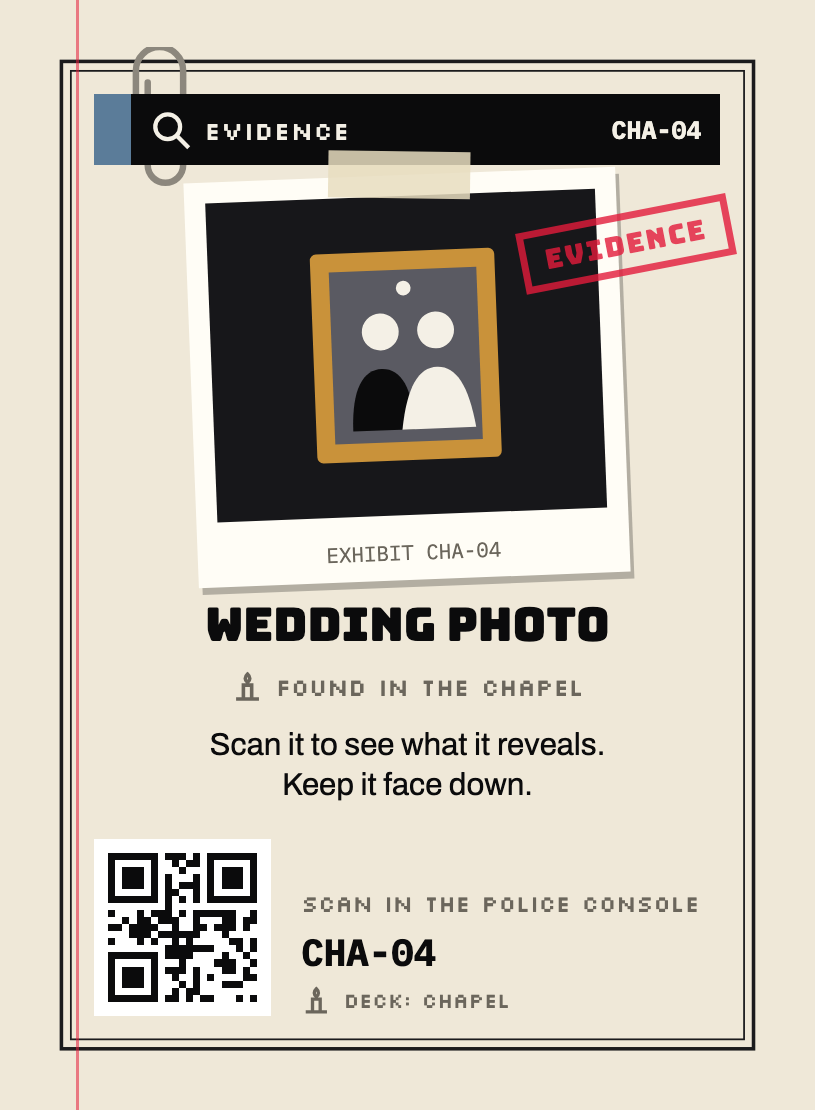 EVIDENCE
CHA-04
EVIDENCE
EXHIBIT CHA-04
WEDDING PHOTO
FOUND IN THE CHAPEL
Scan it to see what it reveals.
Keep it face down.
SCAN IN THE POLICE CONSOLE
CHA-04
DECK: CHAPEL